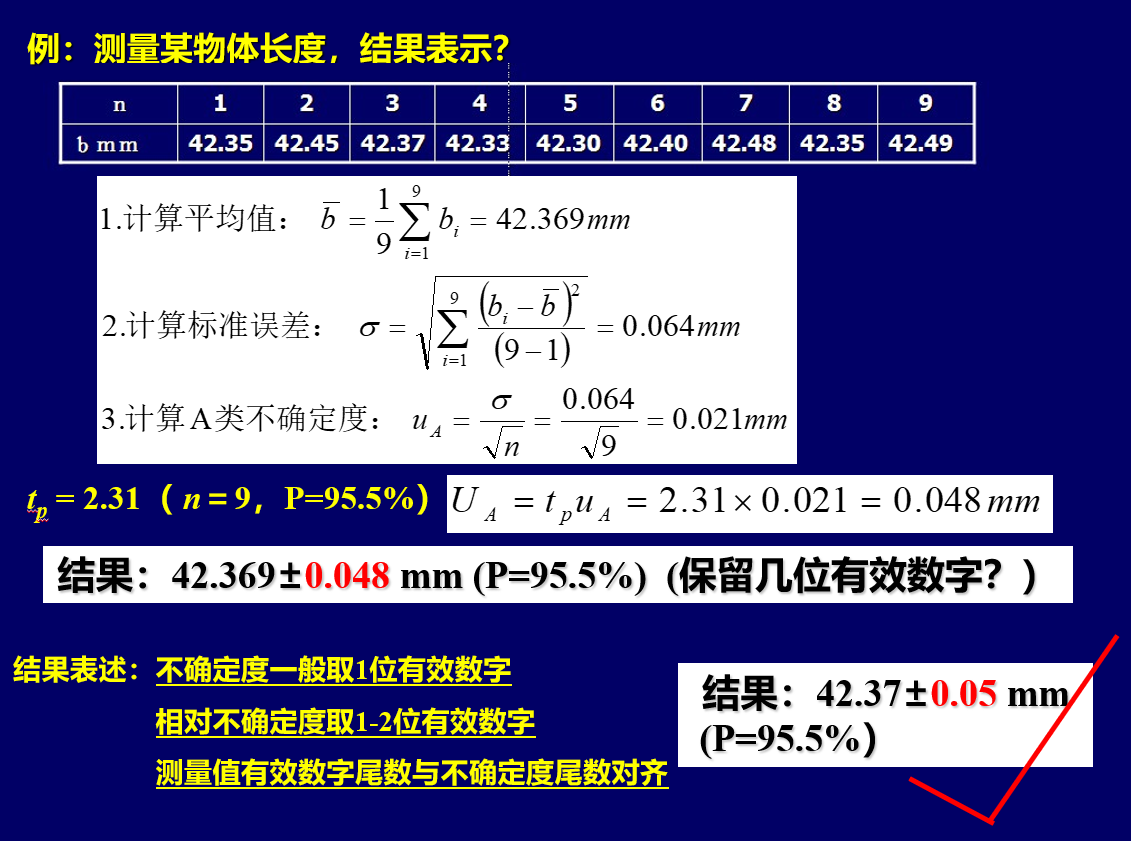 例：测量某物体长度，结果表示？
n 1 2 3 4 5 6 7 8 9
b mm 42.35 42.45 42.37 42.33 42.30 42.40 42.48 42.35 42.49
1.计算平均值： b̄ = 1/9 ∑_{i=1}^{9} b_i = 42.369mm
2.计算标准误差： σ = √(∑_{i=1}^{9} (b_i − b̄)²/(9−1)) = 0.064mm
3.计算A类不确定度： u_A = σ/√n = 0.064/√9 = 0.021mm
t_p = 2.31（n＝9，P=95.5%） U_A = t_p u_A = 2.31×0.021 = 0.048mm
结果：42.369±0.048 mm (P=95.5%) (保留几位有效数字？)
结果表述：不确定度一般取1位有效数字
相对不确定度取1-2位有效数字
测量值有效数字尾数与不确定度尾数对齐
结果：42.37±0.05 mm
(P=95.5%)